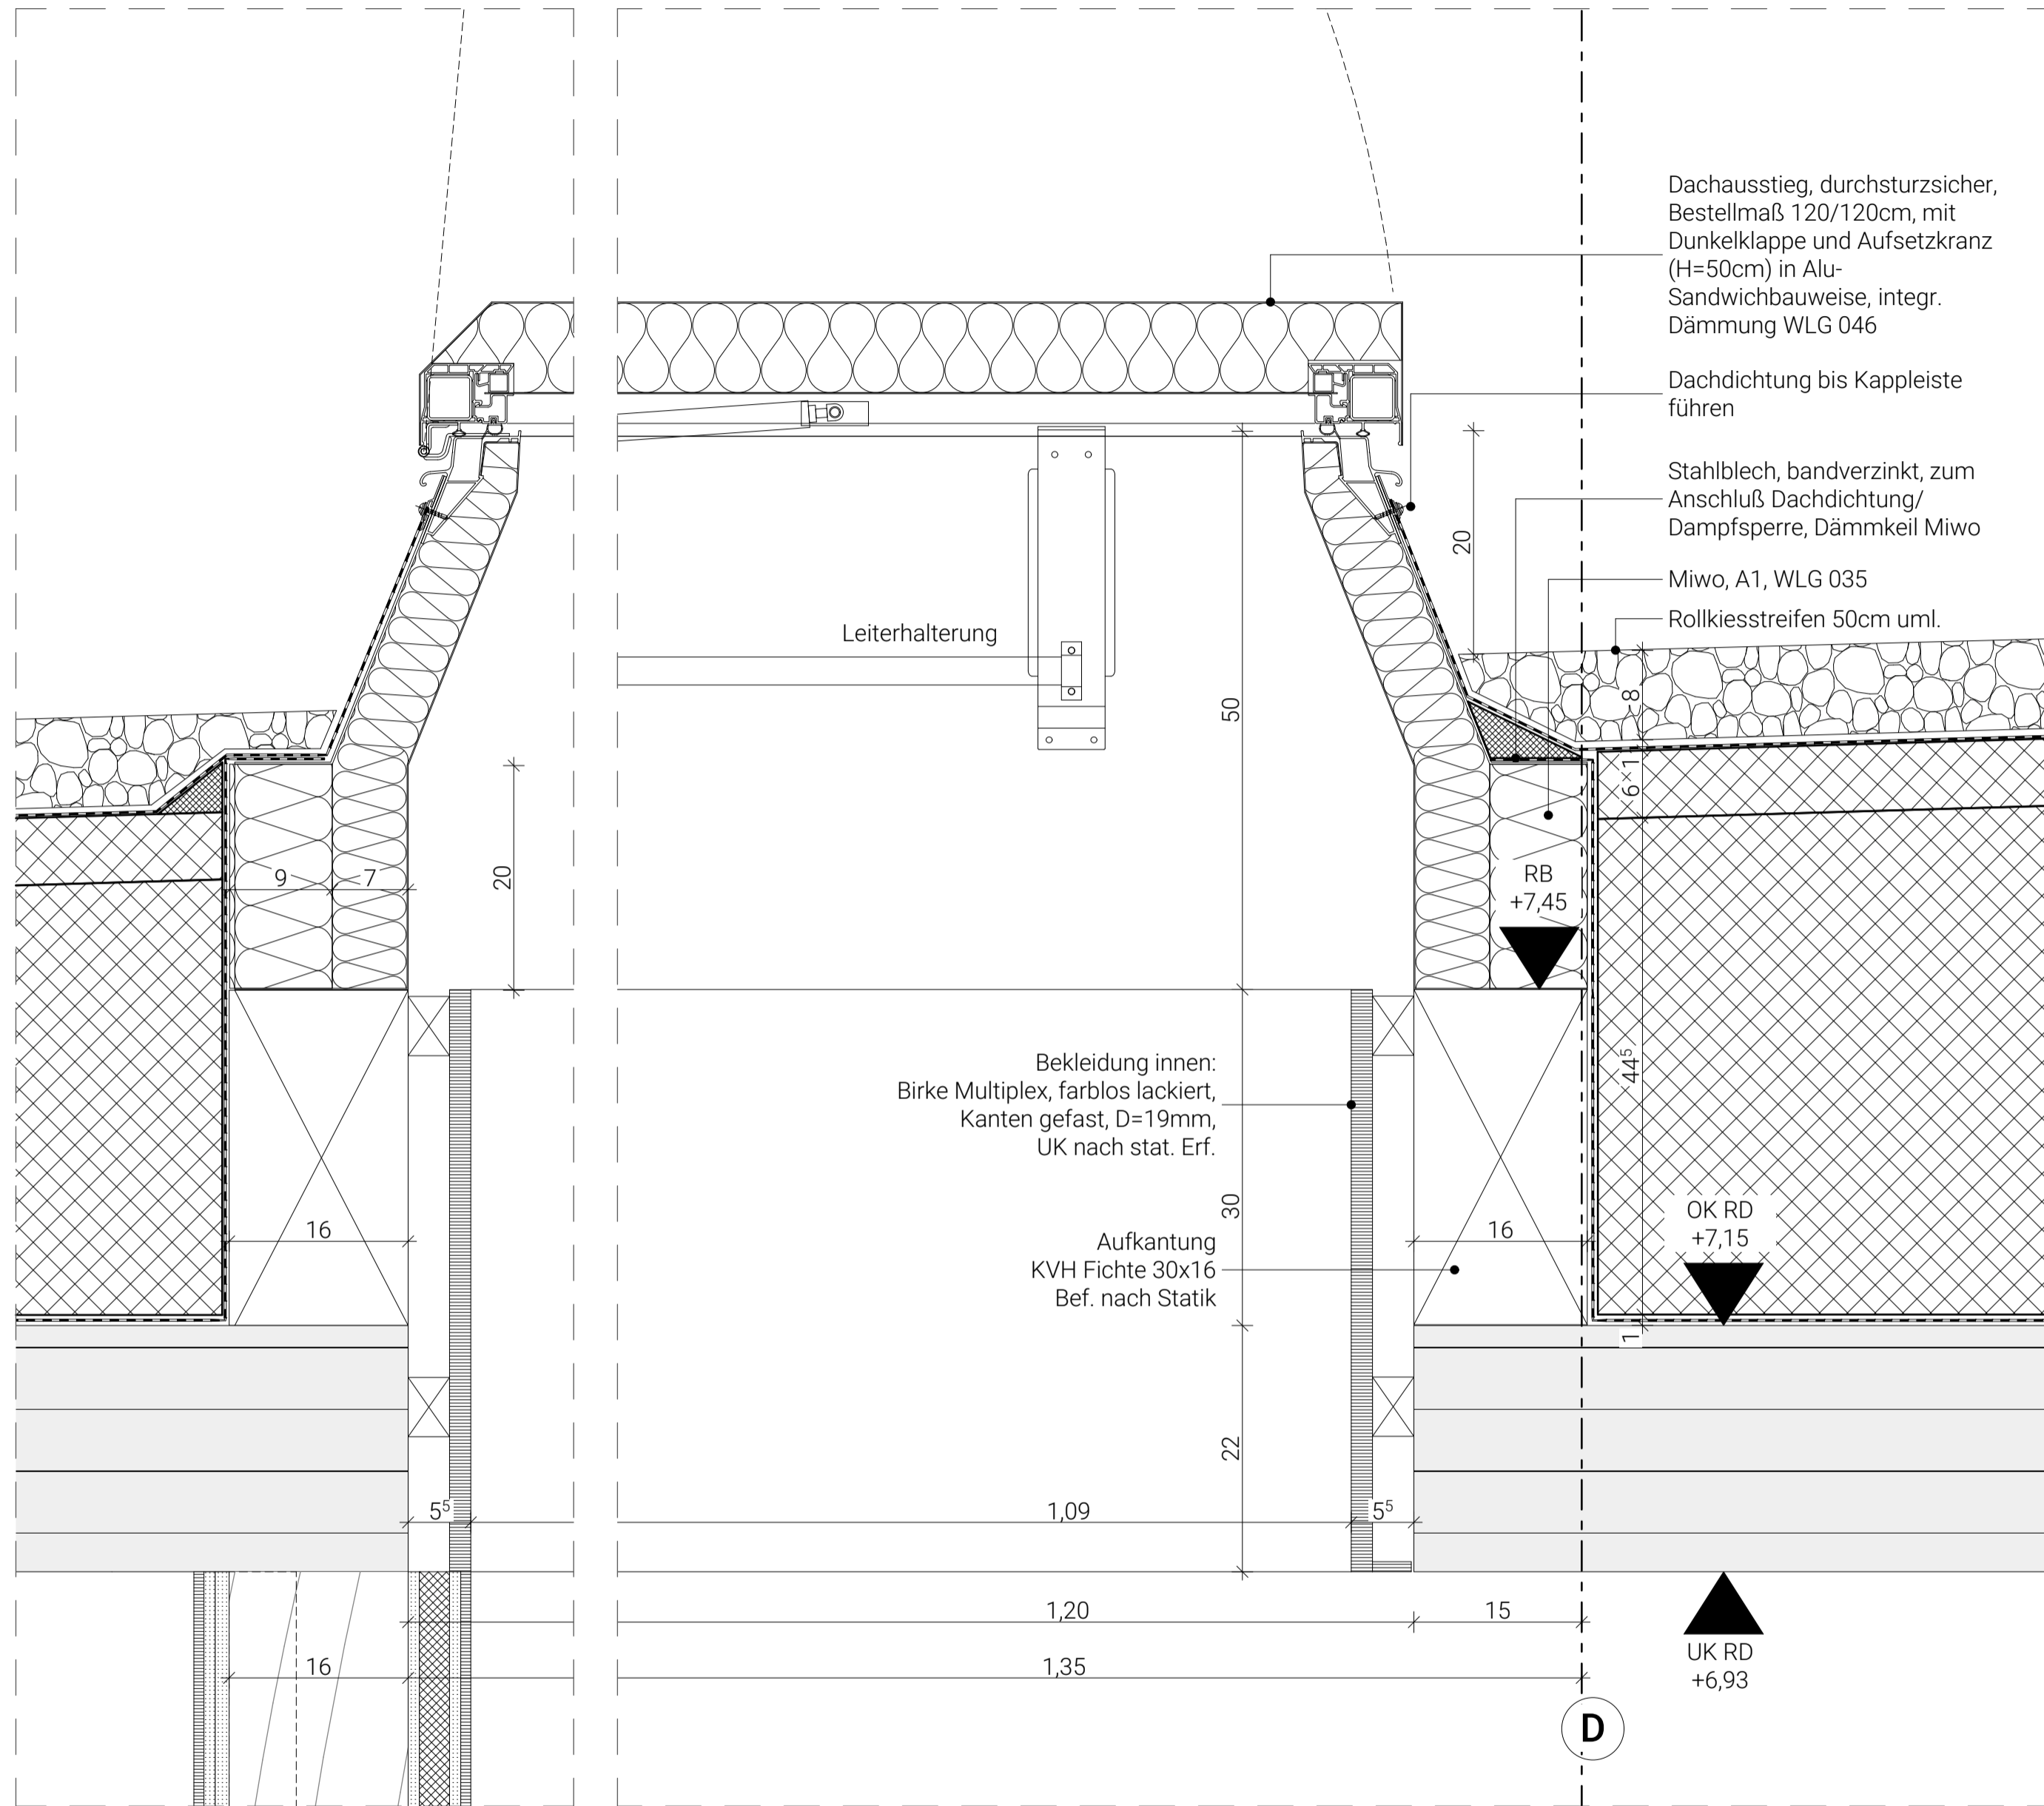 Dachausstieg, durchsturzsicher,
Bestellmaß 120/120cm, mit
Dunkelklappe und Aufsetzkranz
(H=50cm) in Alu-
Sandwichbauweise, integr.
Dämmung WLG 046
Dachdichtung bis Kappleiste
führen
Stahlblech, bandverzinkt, zum
Anschluß Dachdichtung/
Dampfsperre, Dämmkeil Miwo
Miwo, A1, WLG 035
Rollkiesstreifen 50cm uml.
20
Leiterhalterung
50
8
1
6
9
7
20
RB
+7,45
Bekleidung innen:
Birke Multiplex, farblos lackiert,
Kanten gefast, D=19mm,
UK nach stat. Erf.
44⁵
30
16
Aufkantung
KVH Fichte 30x16
Bef. nach Statik
16
OK RD
+7,15
1
22
5⁵
1,09
5⁵
1,20
15
16
1,35
UK RD
+6,93
D